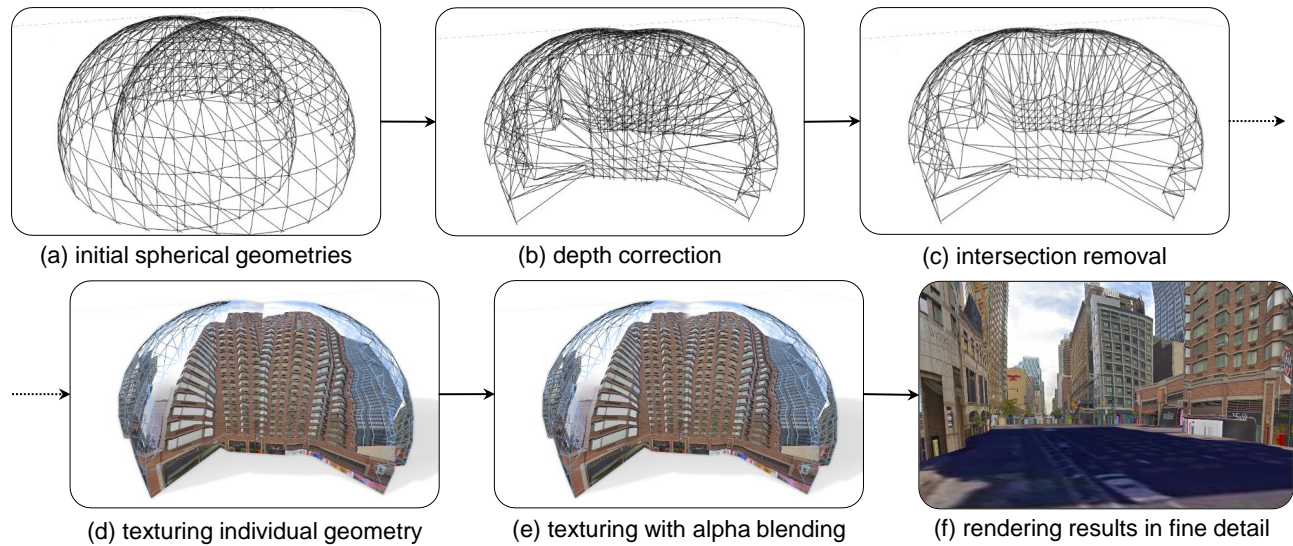 (a) initial spherical geometries
(b) depth correction
(c) intersection removal
(d) texturing individual geometry
(e) texturing with alpha blending
(f) rendering results in fine detail